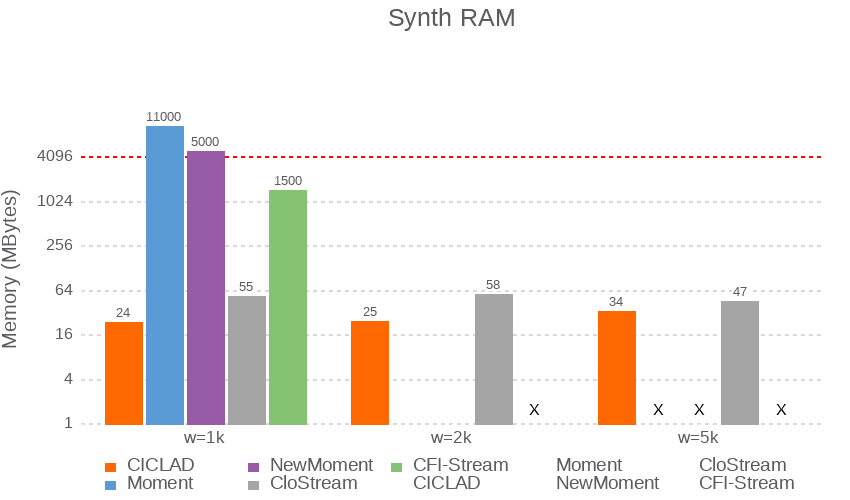 Synth RAM
11000
5000
4096
1500
1024
256
Memory (MBytes)
64
55
58
47
24
25
34
16
4
X X X X
1
w=1k w=2k w=5k
CICLAD NewMoment CFI-Stream Moment CloStream
Moment CloStream CICLAD NewMoment CFI-Stream